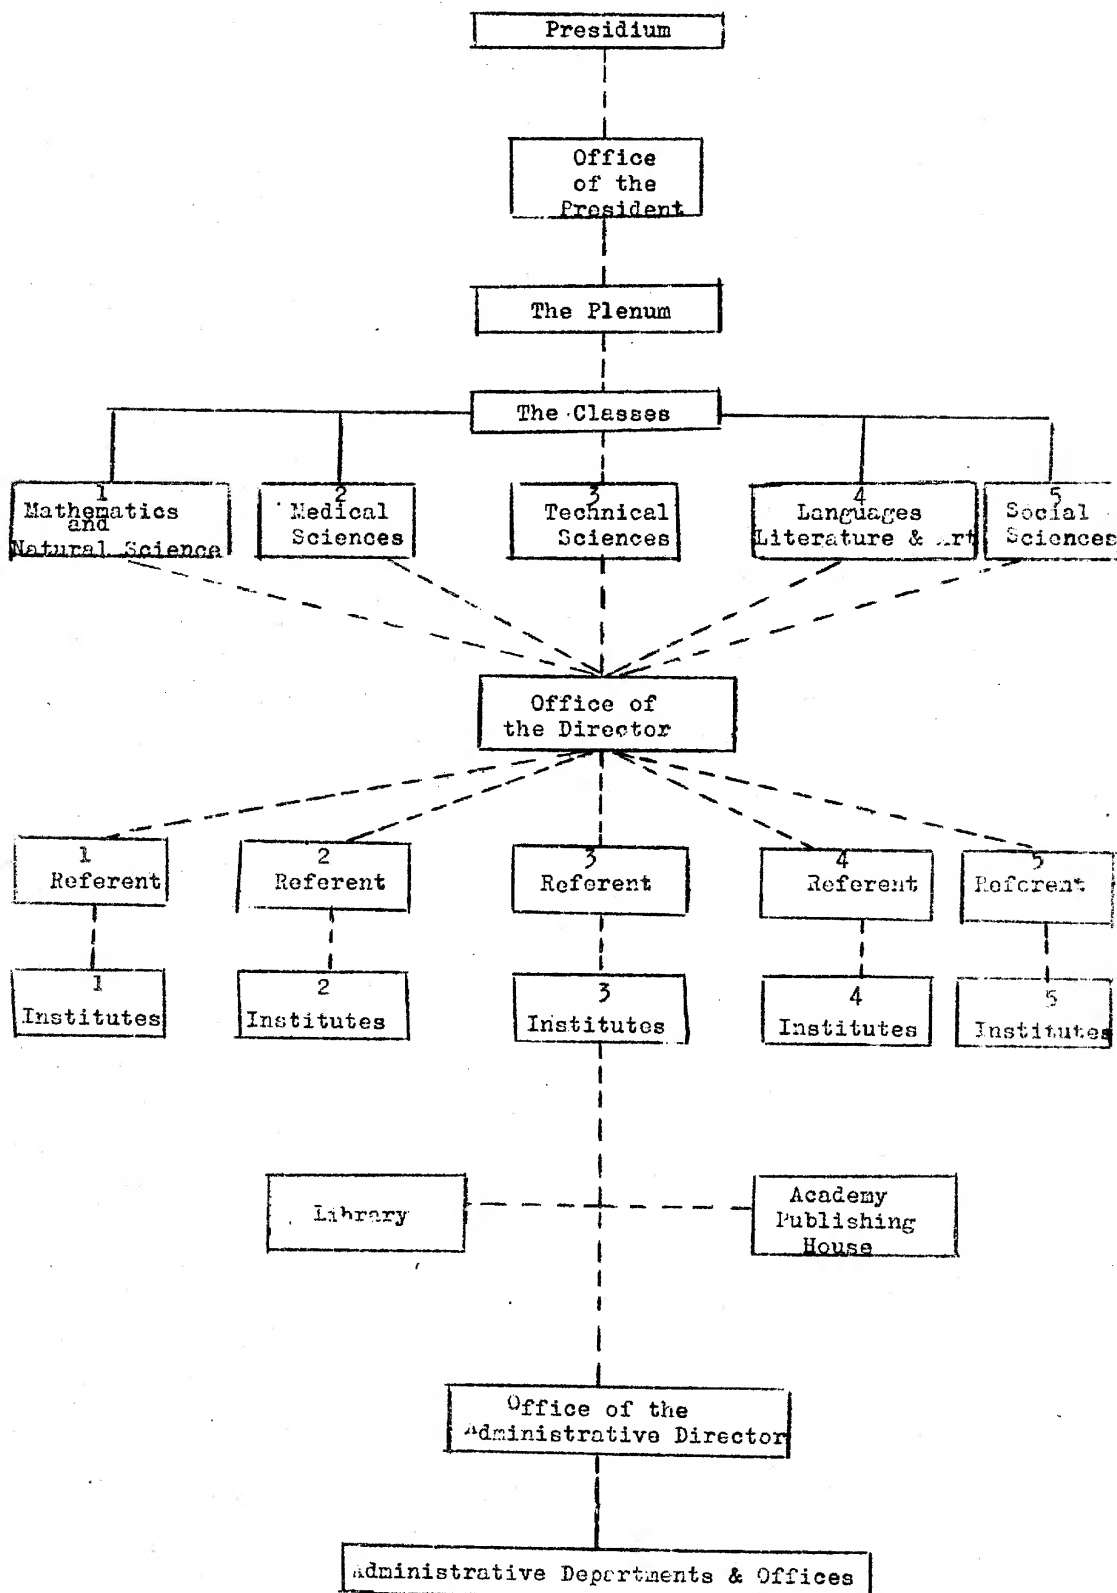 Presidium
Office
of the
President
The Plenum
The Classes
1
Mathematics
and
Natural Science
2
Medical
Sciences
3
Technical
Sciences
4
Languages
Literature & Art
5
Social
Sciences
Office of
the Director
1
Referent
2
Referent
3
Referent
4
Referent
5
Referent
1
Institutes
2
Institutes
3
Institutes
4
Institutes
5
Institutes
Library
Academy
Publishing
House
Office of the
Administrative Director
Administrative Departments & Offices